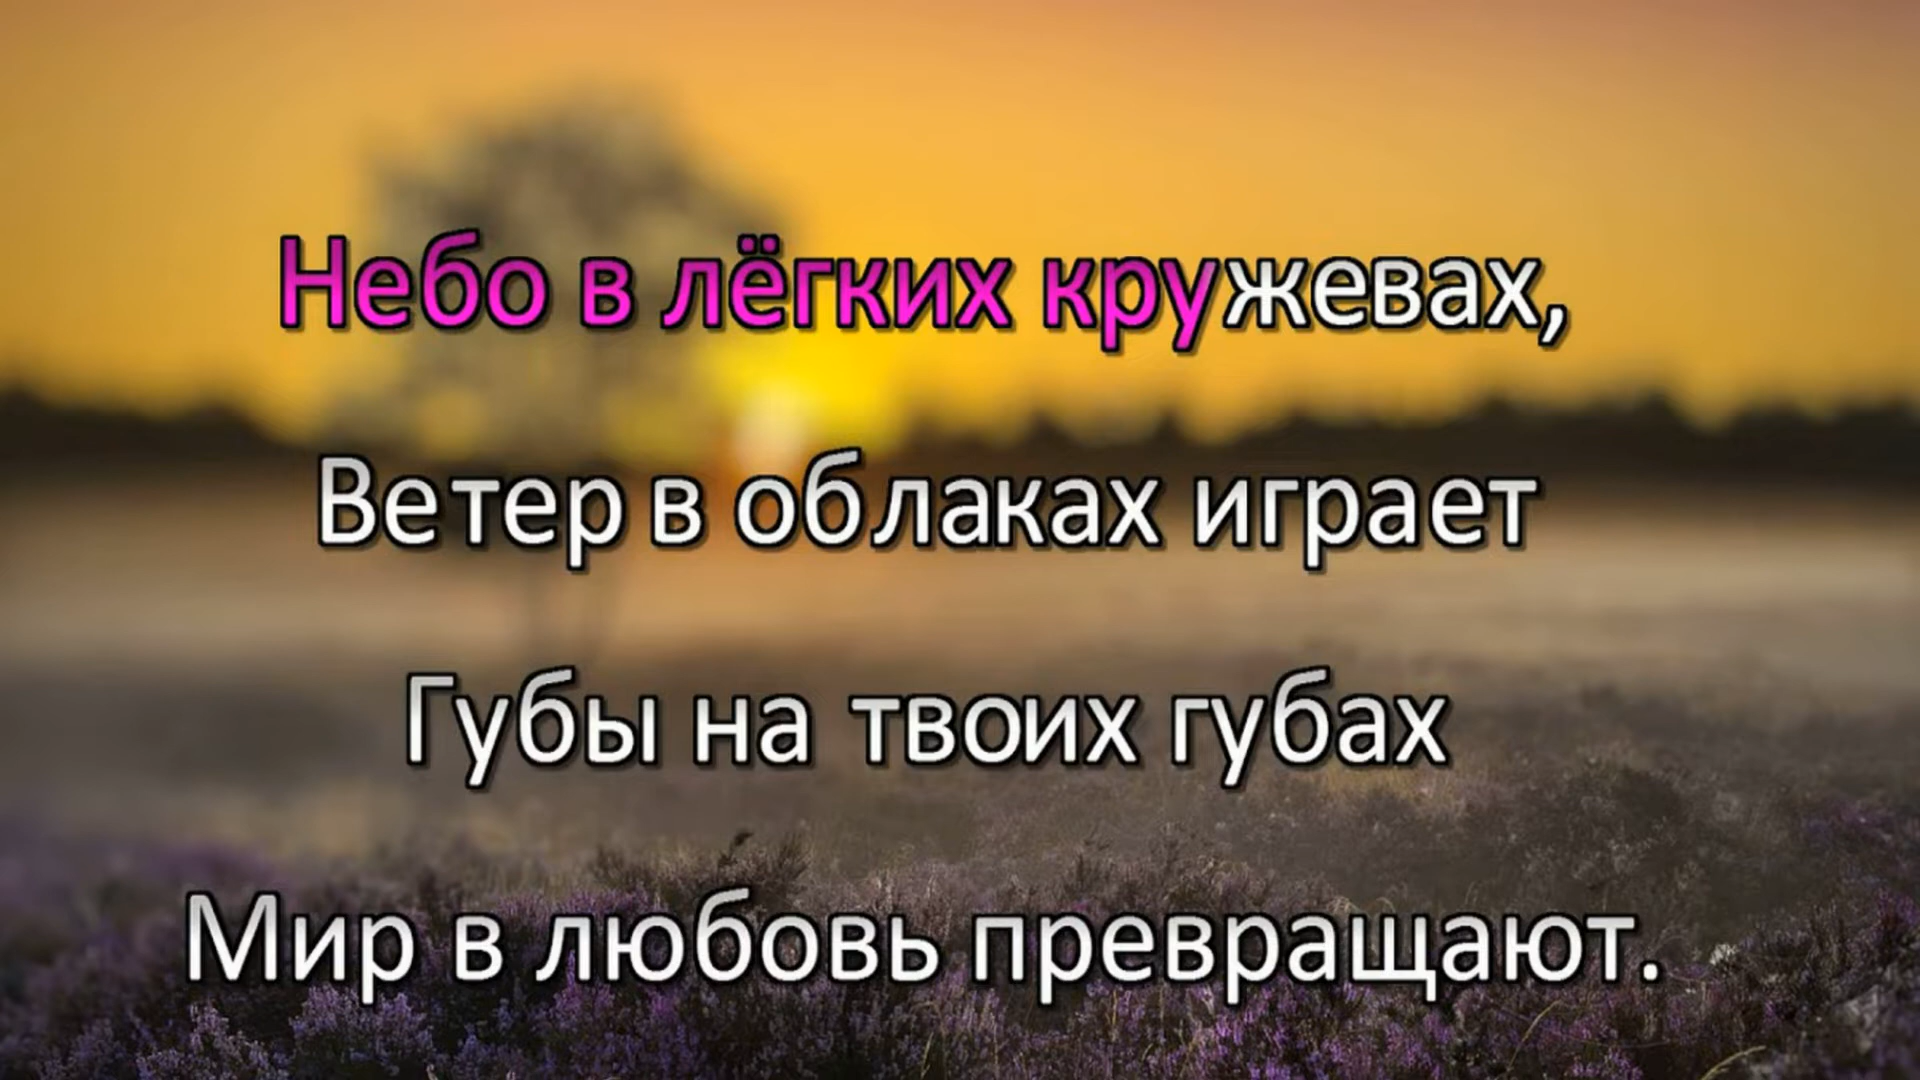 Небо в лёгких кружевах,
Ветер в облаках играет
Губы на твоих губах
Мир в любовь превращают.